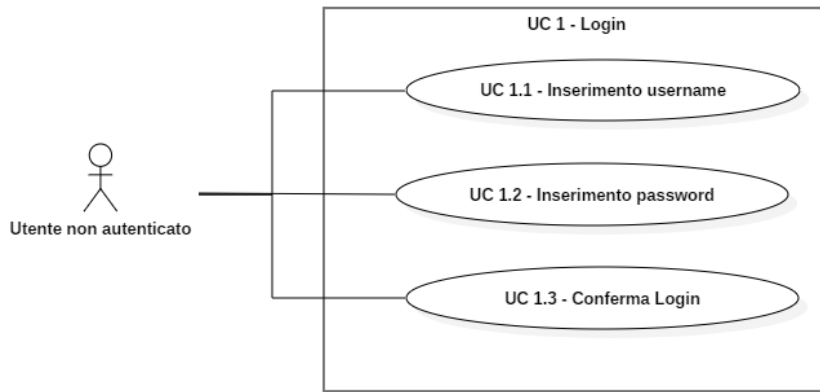 UC 1 - Login
UC 1.1 - Inserimento username
UC 1.2 - Inserimento password
Utente non autenticato
UC 1.3 - Conferma Login